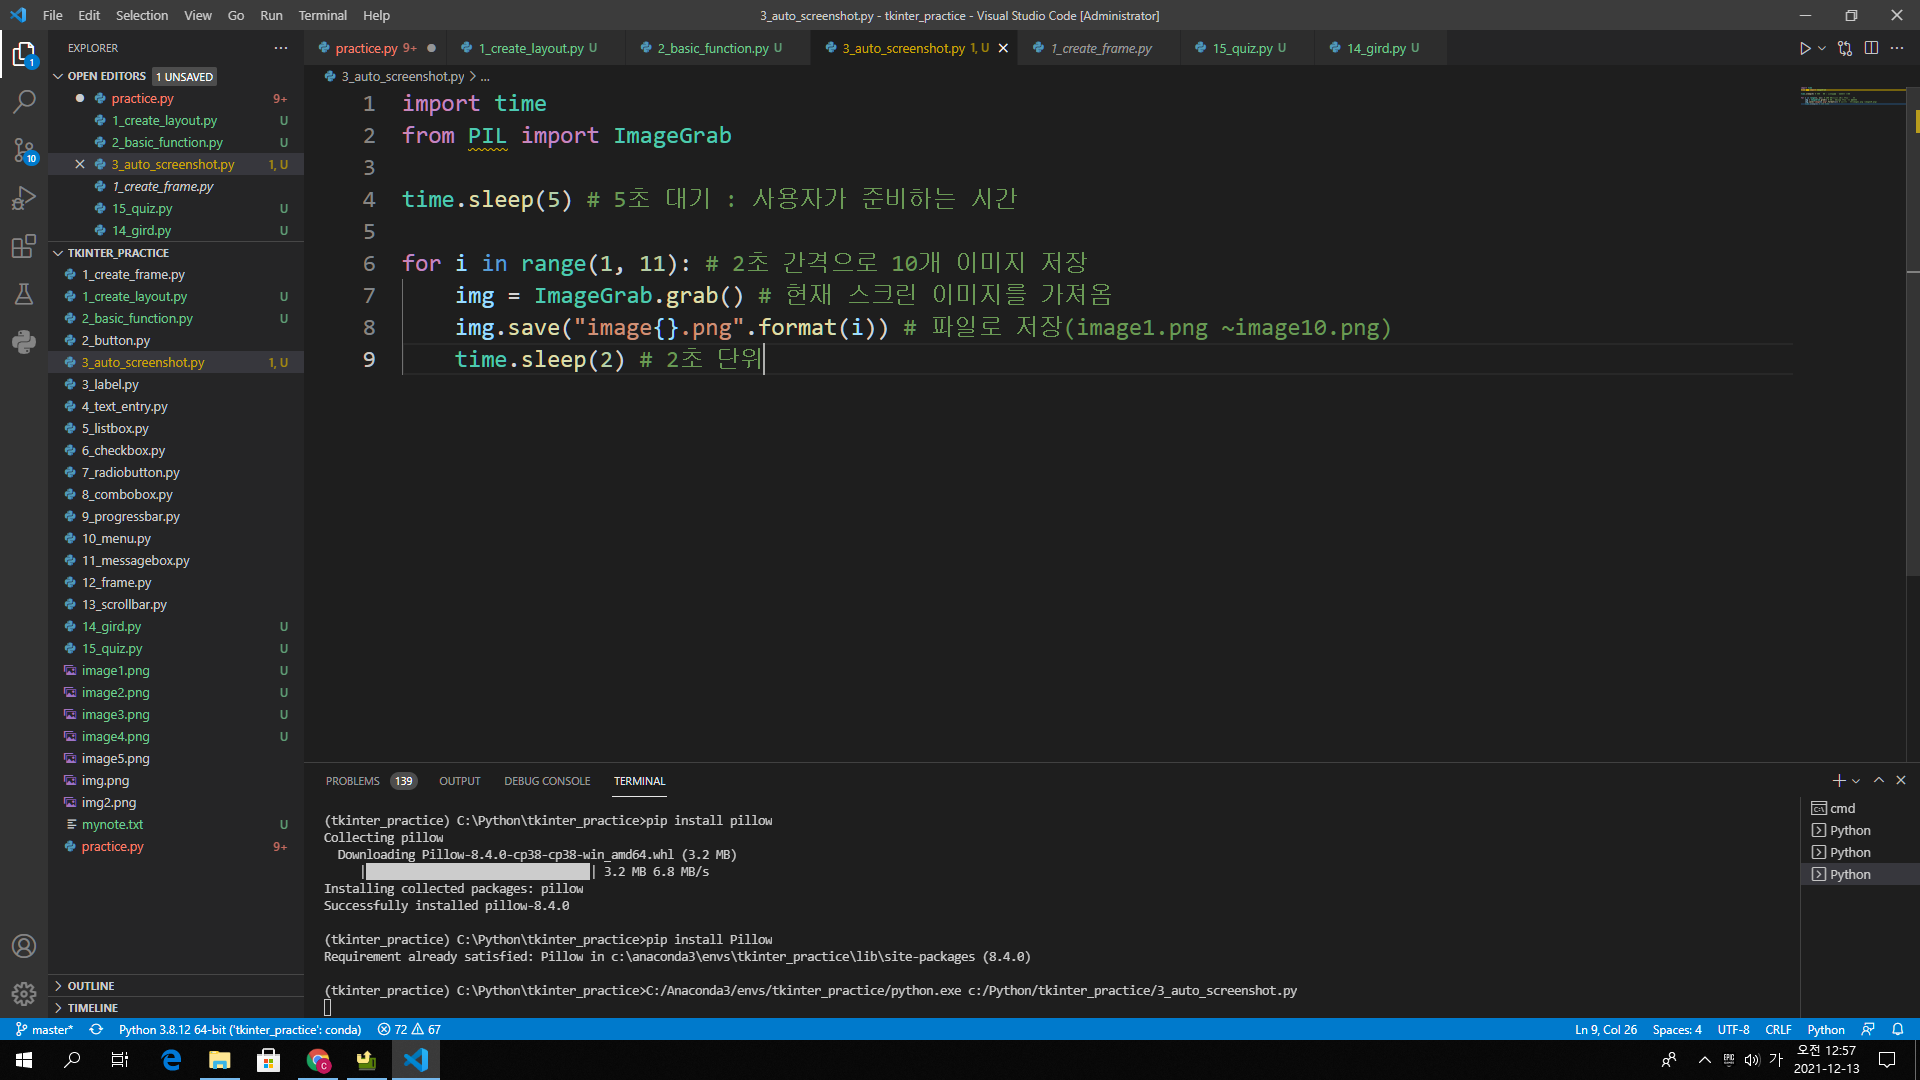 File Edit Selection View Go Run Terminal Help
3_auto_screenshot.py - tkinter_practice - Visual Studio Code [Administrator]
EXPLORER
OPEN EDITORS 1 UNSAVED
practice.py 9+
1_create_layout.py U
2_basic_function.py U
3_auto_screenshot.py 1, U
1_create_frame.py
15_quiz.py U
14_gird.py U
TKINTER_PRACTICE
1_create_frame.py
1_create_layout.py U
2_basic_function.py U
2_button.py
3_auto_screenshot.py 1, U
3_label.py
4_text_entry.py
5_listbox.py
6_checkbox.py
7_radiobutton.py
8_combobox.py
9_progressbar.py
10_menu.py
11_messagebox.py
12_frame.py
13_scrollbar.py
14_gird.py U
15_quiz.py U
image1.png U
image2.png U
image3.png U
image4.png U
image5.png
img.png
img2.png
mynote.txt U
practice.py 9+
OUTLINE
TIMELINE
1
10
practice.py 9+ 1_create_layout.py U 2_basic_function.py U 3_auto_screenshot.py 1, U 1_create_frame.py 15_quiz.py U 14_gird.py U
3_auto_screenshot.py > ...
1 import time
2 from PIL import ImageGrab
3
4 time.sleep(5) # 5초 대기 : 사용자가 준비하는 시간
5
6 for i in range(1, 11): # 2초 간격으로 10개 이미지 저장
7 img = ImageGrab.grab() # 현재 스크린 이미지를 가져옴
8 img.save("image{}.png".format(i)) # 파일로 저장(image1.png ~image10.png)
9 time.sleep(2) # 2초 단위
PROBLEMS 139 OUTPUT DEBUG CONSOLE TERMINAL
(tkinter_practice) C:\Python\tkinter_practice>pip install pillow
Collecting pillow
Downloading Pillow-8.4.0-cp38-cp38-win_amd64.whl (3.2 MB)
| | 3.2 MB 6.8 MB/s
Installing collected packages: pillow
Successfully installed pillow-8.4.0
(tkinter_practice) C:\Python\tkinter_practice>pip install Pillow
Requirement already satisfied: Pillow in c:\anaconda3\envs\tkinter_practice\lib\site-packages (8.4.0)
(tkinter_practice) C:\Python\tkinter_practice>C:/Anaconda3/envs/tkinter_practice/python.exe c:/Python/tkinter_practice/3_auto_screenshot.py
cmd
Python
Python
Python
master* Python 3.8.12 64-bit ('tkinter_practice': conda) 72 67
Ln 9, Col 26 Spaces: 4 UTF-8 CRLF Python
가
오전 12:57
2021-12-13